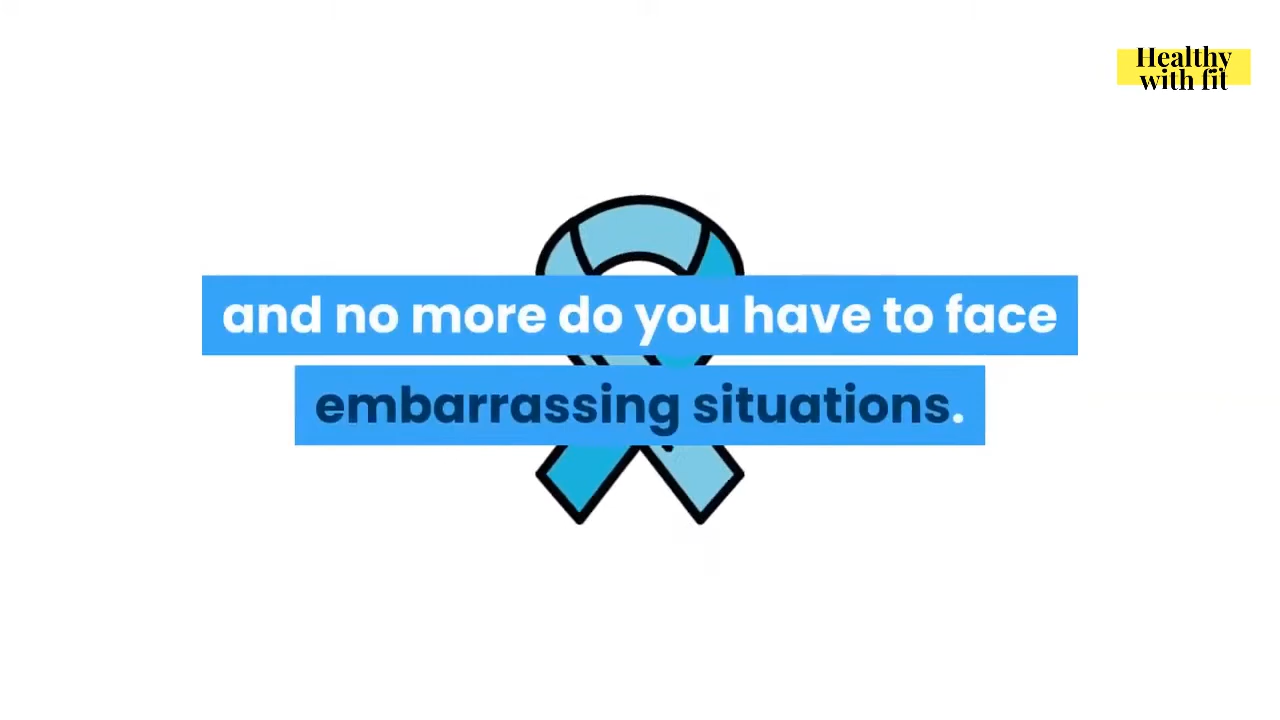 Healthy
with fit
and no more do you have to face
embarrassing situations.